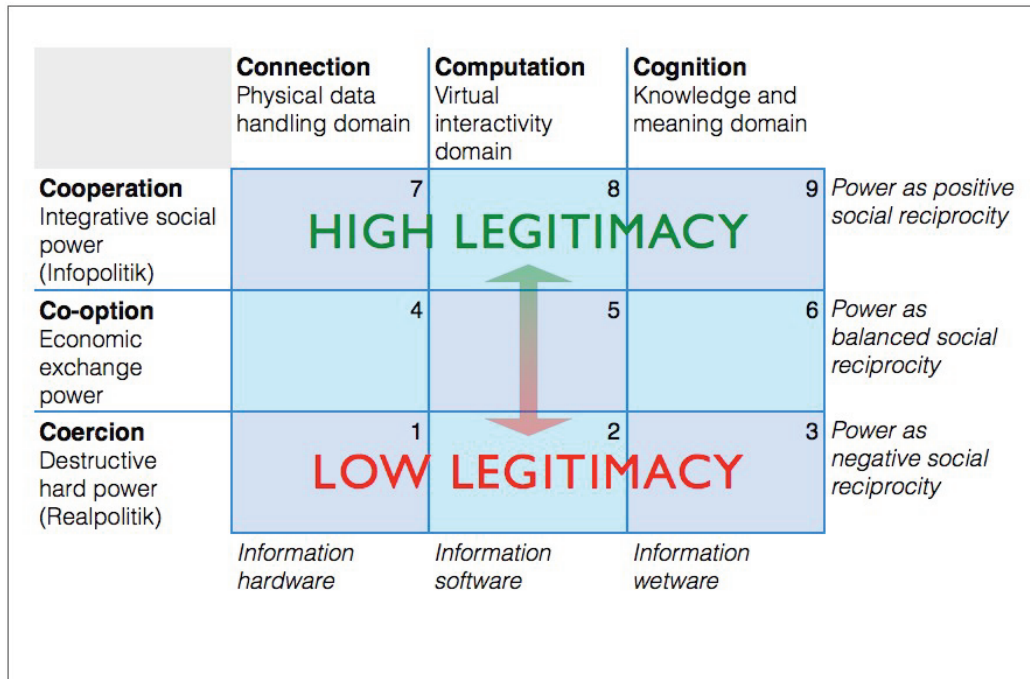 Connection
Physical data
handling domain
Computation
Virtual
interactivity
domain
Cognition
Knowledge and
meaning domain
Cooperation
Integrative social
power
(Infopolitik)
7
8
9
HIGH LEGITIMACY
Power as positive
social reciprocity
Co-option
Economic
exchange
power
4
5
6
Power as
balanced social
reciprocity
Coercion
Destructive
hard power
(Realpolitik)
1
2
3
LOW LEGITIMACY
Power as
negative social
reciprocity
Information
hardware
Information
software
Information
wetware